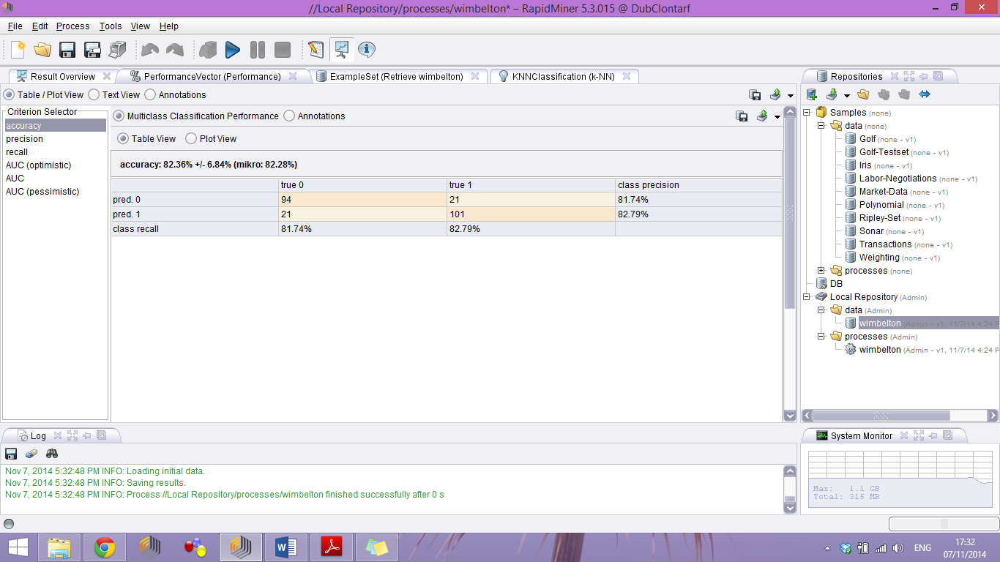 //Local Repository/processes/wimbelton* – RapidMiner 5.3.015 @ DubClontarf
File Edit Process Tools View Help
Result Overview PerformanceVector (Performance) ExampleSet (Retrieve wimbelton) KNNClassification (k-NN)
Table / Plot View Text View Annotations
Criterion Selector
accuracy
precision
recall
AUC (optimistic)
AUC
AUC (pessimistic)
Multiclass Classification Performance Annotations
Table View Plot View
accuracy: 82.36% +/- 6.84% (mikro: 82.28%)
true 0 true 1 class precision
pred. 0 94 21 81.74%
pred. 1 21 101 82.79%
class recall 81.74% 82.79%
Repositories
Samples (none)
data (none)
Golf (none - v1)
Golf-Testset (none - v1)
Iris (none - v1)
Labor-Negotiations (none - v1)
Market-Data (none - v1)
Polynomial (none - v1)
Ripley-Set (none - v1)
Sonar (none - v1)
Transactions (none - v1)
Weighting (none - v1)
processes (none)
DB
Local Repository (Admin)
data (Admin)
wimbelton (Admin - v1, 11/7/14 4:24 P
processes (Admin)
wimbelton (Admin - v1, 11/7/14 4:24 P
Log
Nov 7, 2014 5:32:48 PM INFO: Loading initial data.
Nov 7, 2014 5:32:48 PM INFO: Saving results.
Nov 7, 2014 5:32:48 PM INFO: Process //Local Repository/processes/wimbelton finished successfully after 0 s
System Monitor
Max: 1.1 GB
Total: 315 MB
ENG
17:32
07/11/2014